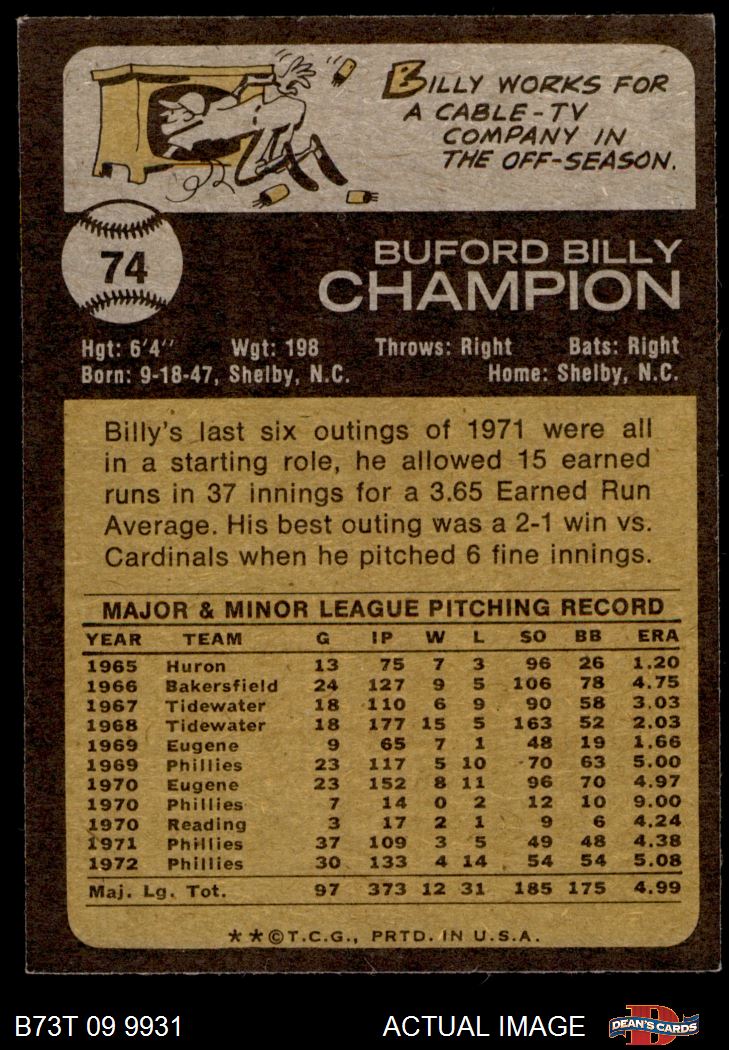 BILLY WORKS FOR
A CABLE-TV
COMPANY IN
THE OFF-SEASON.
74
BUFORD BILLY
CHAMPION
Hgt: 6'4'' Wgt: 198 Throws: Right Bats: Right
Born: 9-18-47, Shelby, N.C. Home: Shelby, N.C.
Billy's last six outings of 1971 were all
in a starting role, he allowed 15 earned
runs in 37 innings for a 3.65 Earned Run
Average. His best outing was a 2-1 win vs.
Cardinals when he pitched 6 fine innings.
MAJOR & MINOR LEAGUE PITCHING RECORD
YEAR TEAM G IP W L SO BB ERA
1965 Huron 13 75 7 3 96 26 1.20
1966 Bakersfield 24 127 9 5 106 78 4.75
1967 Tidewater 18 110 6 9 90 58 3.03
1968 Tidewater 18 177 15 5 163 52 2.03
1969 Eugene 9 65 7 1 48 19 1.66
1969 Phillies 23 117 5 10 70 63 5.00
1970 Eugene 23 152 8 11 96 70 4.97
1970 Phillies 7 14 0 2 12 10 9.00
1970 Reading 3 17 2 1 9 6 4.24
1971 Phillies 37 109 3 5 49 48 4.38
1972 Phillies 30 133 4 14 54 54 5.08
Maj. Lg. Tot. 97 373 12 31 185 175 4.99
**©T.C.G., PRTD. IN U.S.A.
B73T 09 9931 ACTUAL IMAGE D DEAN'S CARDS